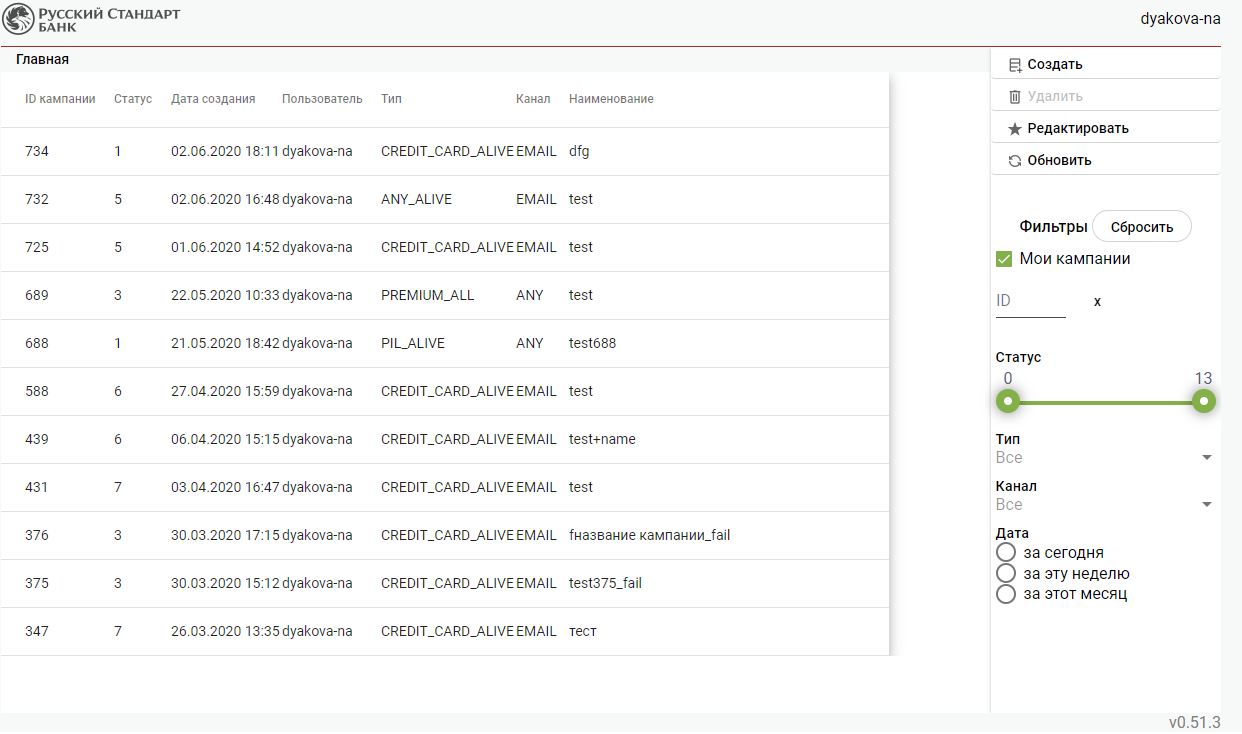 Русский Стандарт
Банк
dyakova-na
Главная
ID кампании Статус Дата создания Пользователь Тип Канал Наименование
734 1 02.06.2020 18:11 dyakova-na CREDIT_CARD_ALIVE EMAIL dfg
732 5 02.06.2020 16:48 dyakova-na ANY_ALIVE EMAIL test
725 5 01.06.2020 14:52 dyakova-na CREDIT_CARD_ALIVE EMAIL test
689 3 22.05.2020 10:33 dyakova-na PREMIUM_ALL ANY test
688 1 21.05.2020 18:42 dyakova-na PIL_ALIVE ANY test688
588 6 27.04.2020 15:59 dyakova-na CREDIT_CARD_ALIVE EMAIL test
439 6 06.04.2020 15:15 dyakova-na CREDIT_CARD_ALIVE EMAIL test+name
431 7 03.04.2020 16:47 dyakova-na CREDIT_CARD_ALIVE EMAIL test
376 3 30.03.2020 17:15 dyakova-na CREDIT_CARD_ALIVE EMAIL fназвание кампании_fail
375 3 30.03.2020 15:12 dyakova-na CREDIT_CARD_ALIVE EMAIL test375_fail
347 7 26.03.2020 13:35 dyakova-na CREDIT_CARD_ALIVE EMAIL тест
Создать
Удалить
Редактировать
Обновить
Фильтры Сбросить
Мои кампании
ID x
Статус
0 13
Тип
Все
Канал
Все
Дата
за сегодня
за эту неделю
за этот месяц
v0.51.3